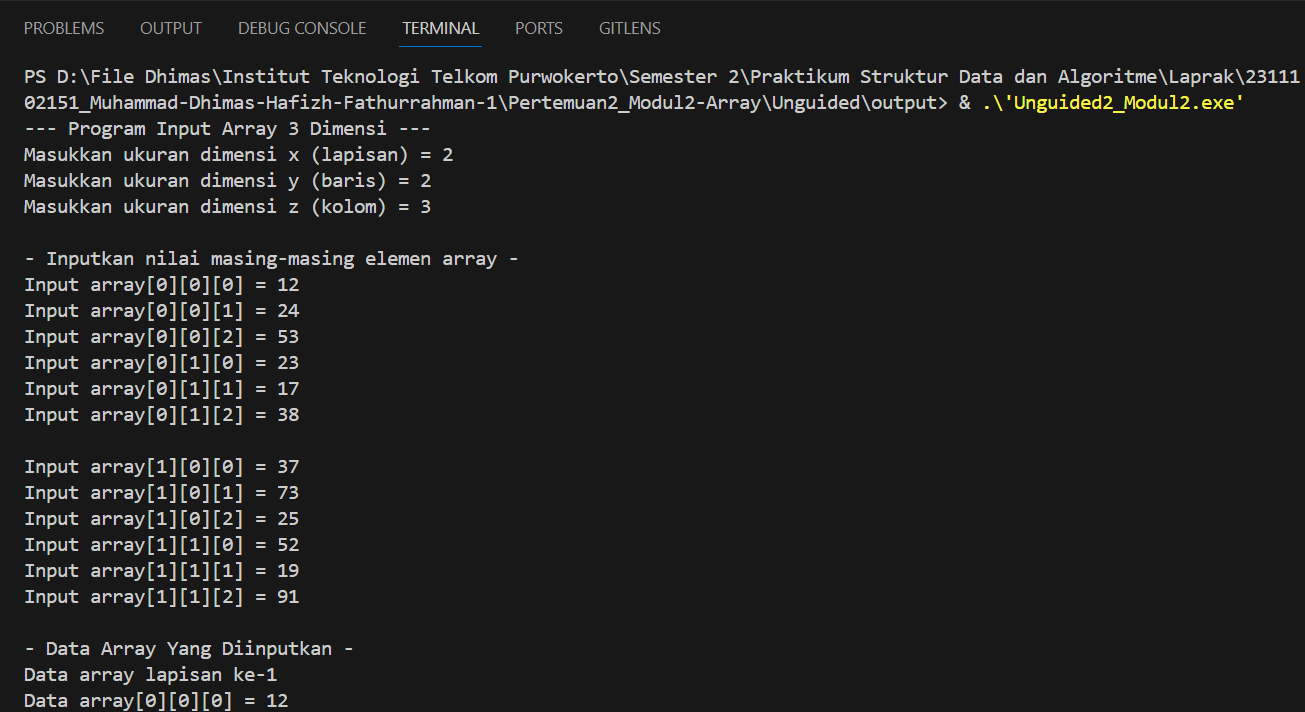 PROBLEMS OUTPUT DEBUG CONSOLE TERMINAL PORTS GITLENS
PS D:\File Dhimas\Institut Teknologi Telkom Purwokerto\Semester 2\Praktikum Struktur Data dan Algoritme\Laprak\23111
02151_Muhammad-Dhimas-Hafizh-Fathurrahman-1\Pertemuan2_Modul2-Array\Unguided\output> & .\'Unguided2_Modul2.exe'
--- Program Input Array 3 Dimensi ---
Masukkan ukuran dimensi x (lapisan) = 2
Masukkan ukuran dimensi y (baris) = 2
Masukkan ukuran dimensi z (kolom) = 3
- Inputkan nilai masing-masing elemen array -
Input array[0][0][0] = 12
Input array[0][0][1] = 24
Input array[0][0][2] = 53
Input array[0][1][0] = 23
Input array[0][1][1] = 17
Input array[0][1][2] = 38
Input array[1][0][0] = 37
Input array[1][0][1] = 73
Input array[1][0][2] = 25
Input array[1][1][0] = 52
Input array[1][1][1] = 19
Input array[1][1][2] = 91
- Data Array Yang Diinputkan -
Data array lapisan ke-1
Data array[0][0][0] = 12